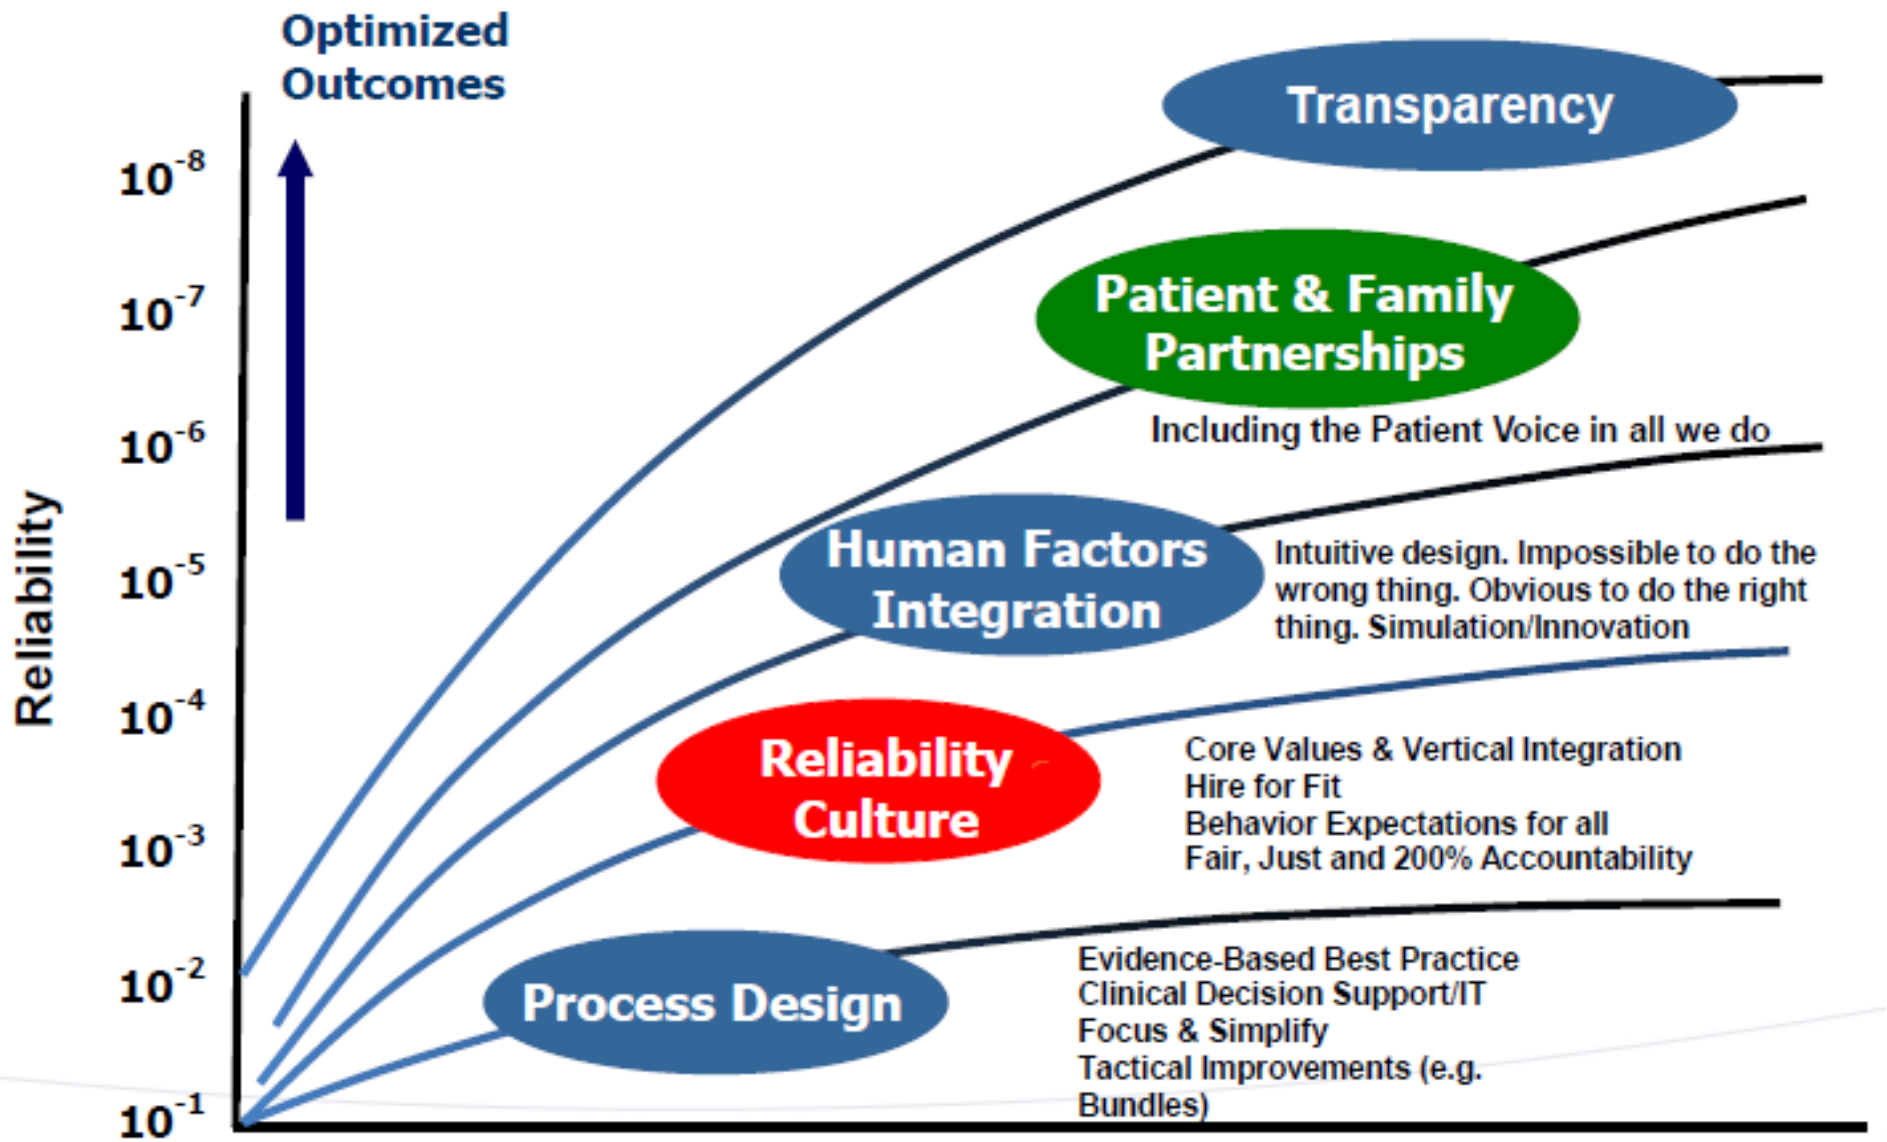 Optimized
Outcomes
Reliability
10-8
10-7
10-6
10-5
10-4
10-3
10-2
10-1
Transparency
Patient & Family
Partnerships
Including the Patient Voice in all we do
Human Factors
Integration
Intuitive design. Impossible to do the
wrong thing. Obvious to do the right
thing. Simulation/Innovation
Reliability
Culture
Core Values & Vertical Integration
Hire for Fit
Behavior Expectations for all
Fair, Just and 200% Accountability
Process Design
Evidence-Based Best Practice
Clinical Decision Support/IT
Focus & Simplify
Tactical Improvements (e.g.
Bundles)